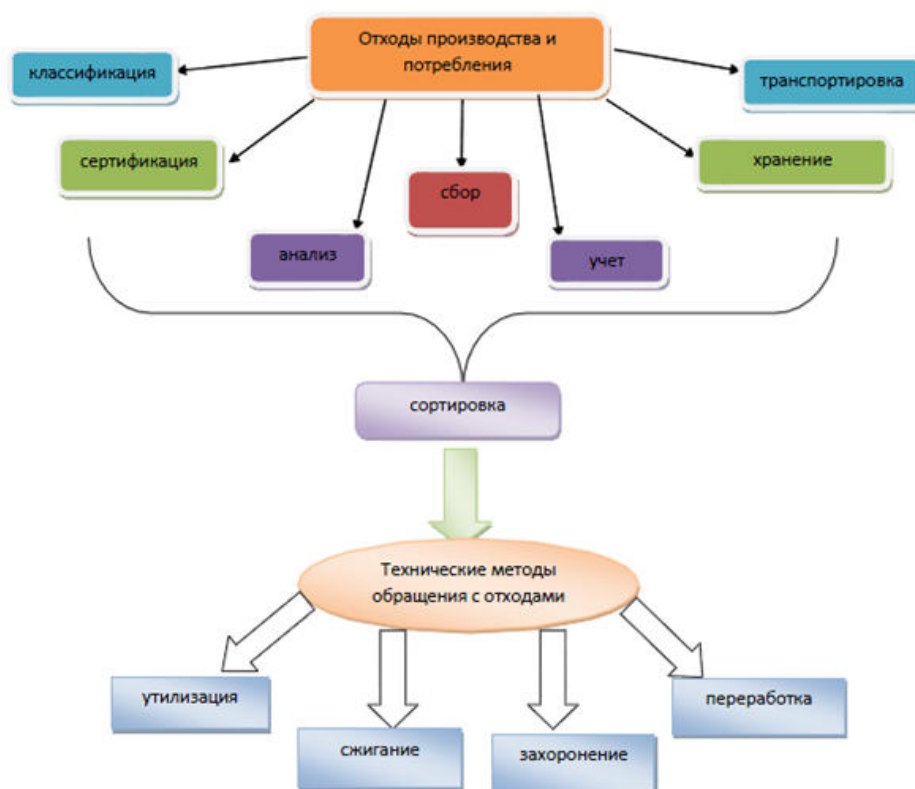 Отходы производства и
потребления
классификация
транспортировка
сертификация
хранение
сбор
анализ
учет
сортировка
Технические методы
обращения с отходами
утилизация
переработка
сжигание
захоронение